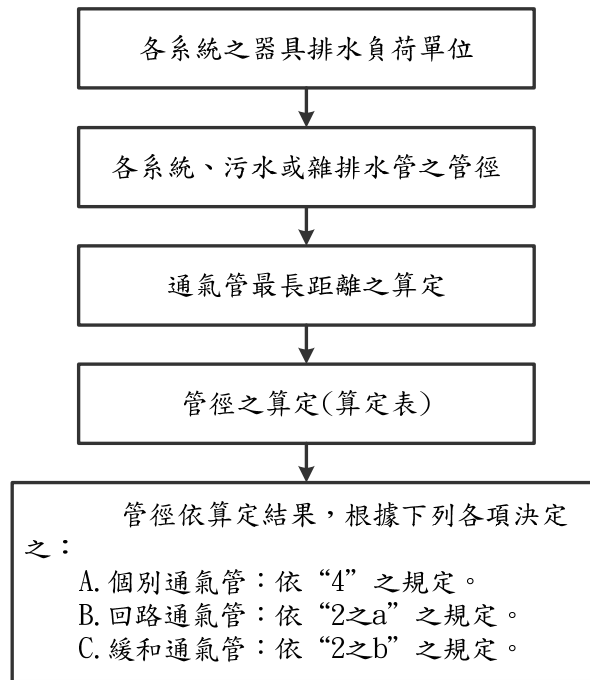 各系統之器具排水負荷單位
各系統、污水或雜排水管之管徑
通氣管最長距離之算定
管徑之算定(算定表)
管徑依算定結果，根據下列各項決定
之：
A.個別通氣管：依“4”之規定。
B.回路通氣管：依“2之a”之規定。
C.緩和通氣管：依“2之b”之規定。